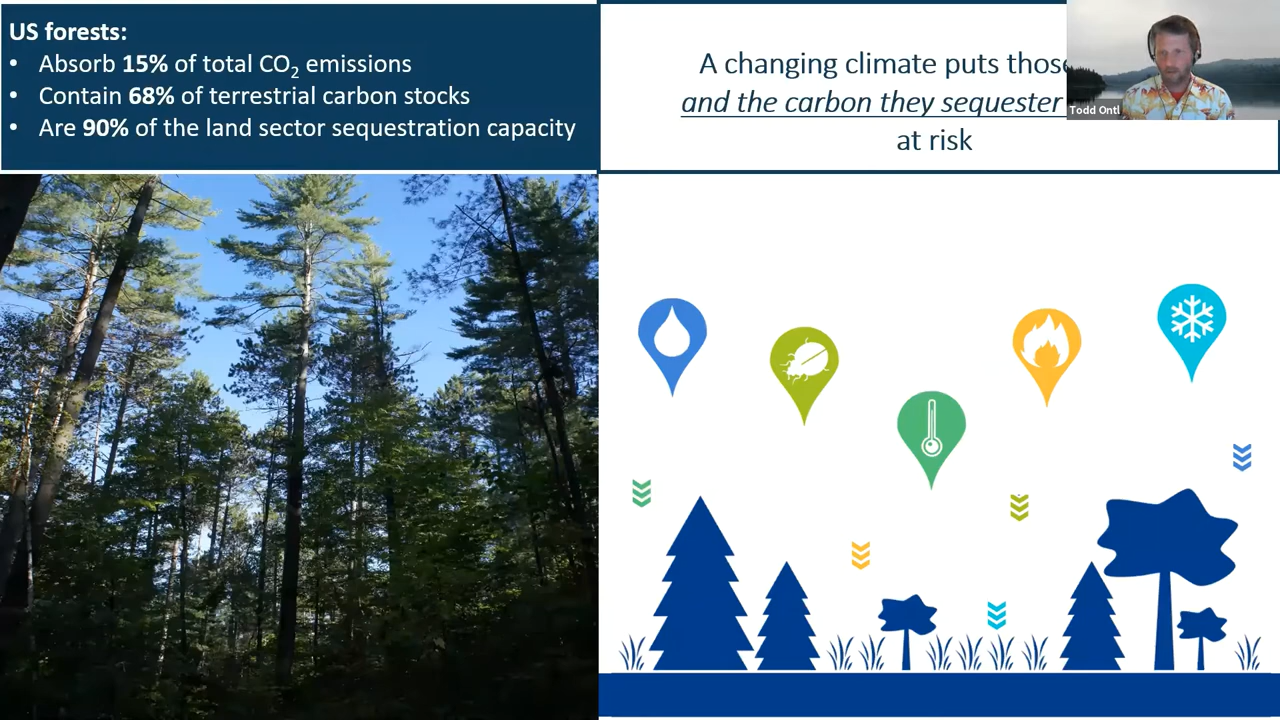 US forests:
• Absorb 15% of total CO₂ emissions
• Contain 68% of terrestrial carbon stocks
• Are 90% of the land sector sequestration capacity
A changing climate puts those
and the carbon they sequester
at risk
Todd Ontl